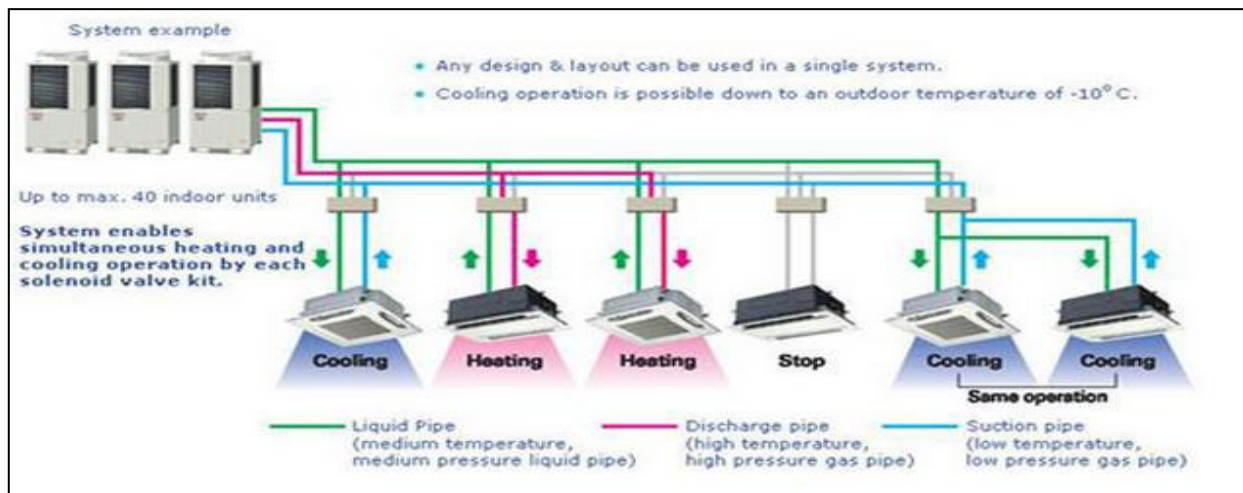 System example
Any design & layout can be used in a single system.
Cooling operation is possible down to an outdoor temperature of -10° C.
Up to max. 40 indoor units
System enables
simultaneous heating and
cooling operation by each
solenoid valve kit.
Cooling
Heating
Heating
Stop
Cooling
Cooling
Same operation
Liquid Pipe
(medium temperature,
medium pressure liquid pipe)
Discharge pipe
(high temperature,
high pressure gas pipe)
Suction pipe
(low temperature,
low pressure gas pipe)